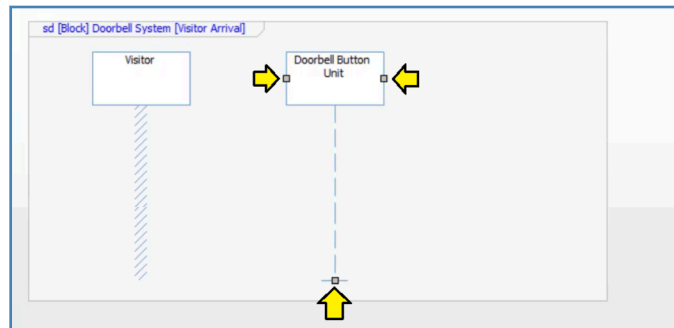 sd [Block] Doorbell System [Visitor Arrival]
Visitor
Doorbell Button
Unit